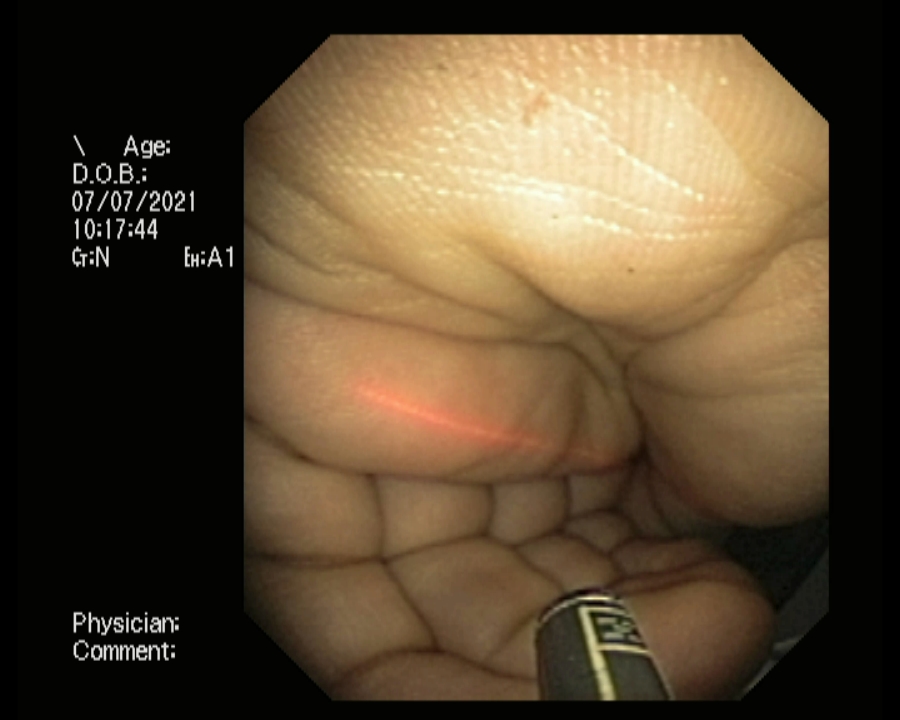 \ Age:
D.O.B.:
07/07/2021
10:17:44
Cr:N EH:A1
Physician:
Comment: